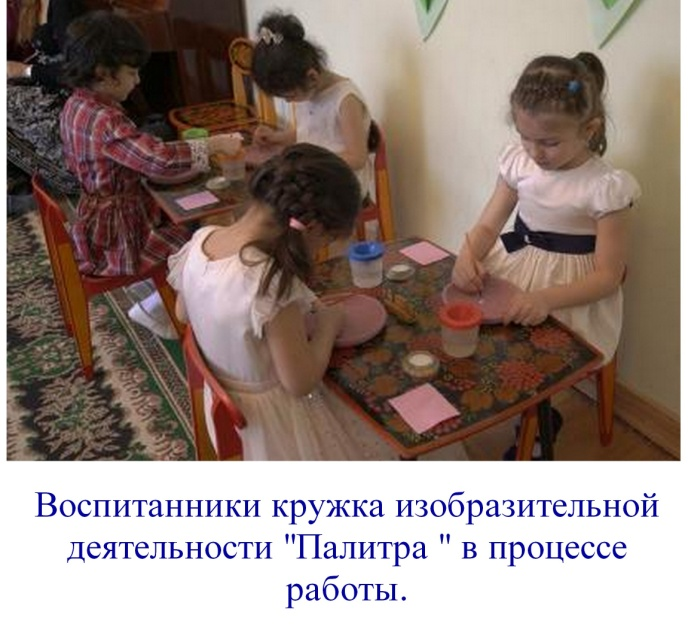 Воспитанники кружка изобразительной
деятельности "Палитра " в процессе
работы.